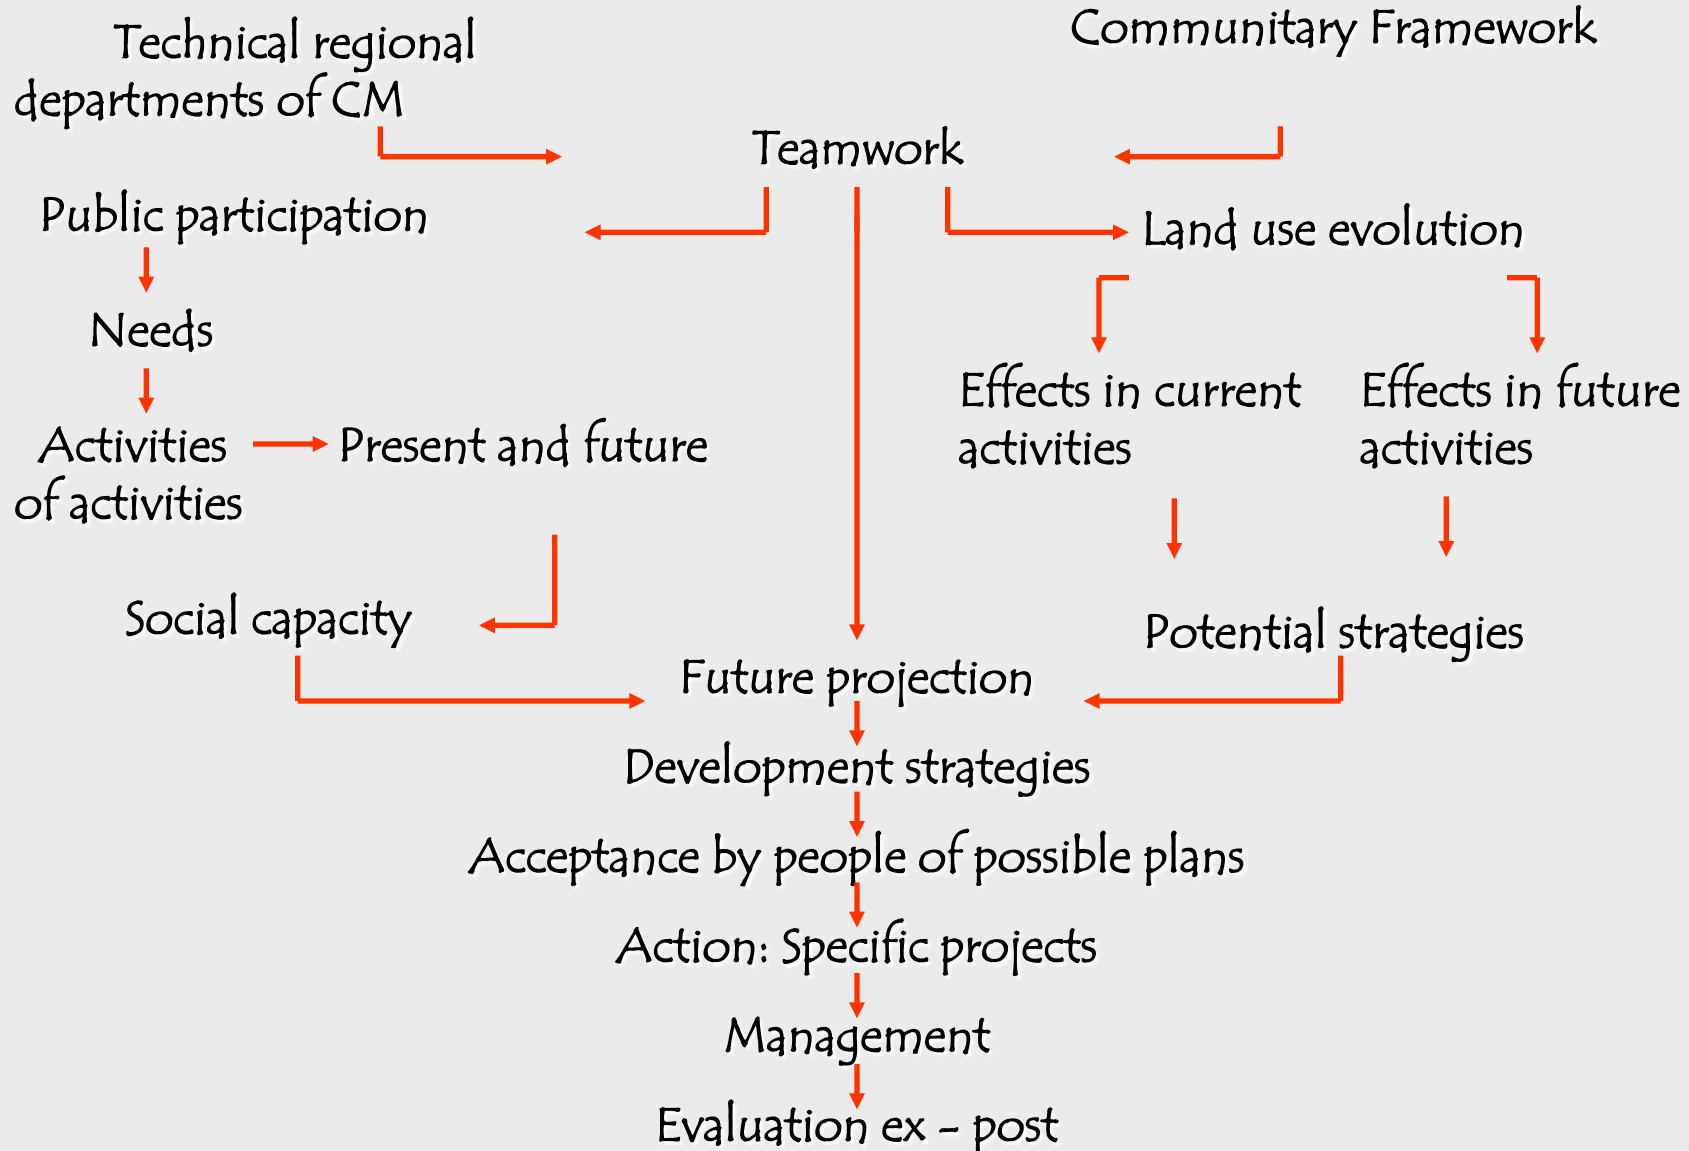 Technical regional
departments of CM
Communitary Framework
Teamwork
Public participation
Land use evolution
Needs
Effects in current
activities
Effects in future
activities
Activities
of activities
Present and future
Social capacity
Potential strategies
Future projection
Development strategies
Acceptance by people of possible plans
Action: Specific projects
Management
Evaluation ex - post